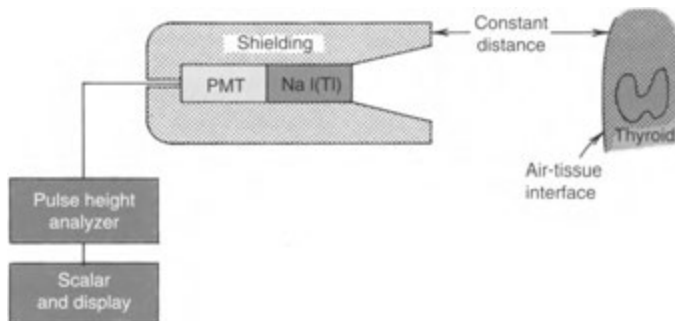 Shielding
Constant
distance
PMT
Na I(Tl)
Thyroid
Air-tissue
interface
Pulse height
analyzer
Scalar
and display